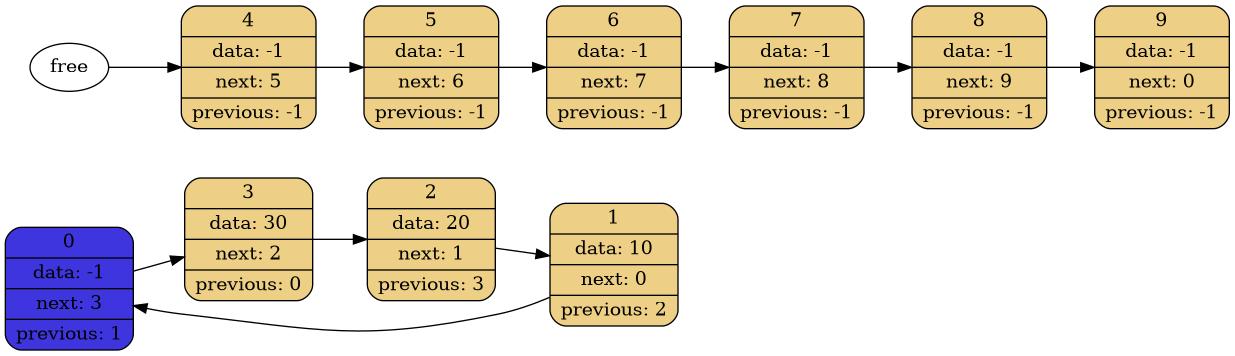 free
4
data: -1
next: 5
previous: -1
5
data: -1
next: 6
previous: -1
6
data: -1
next: 7
previous: -1
7
data: -1
next: 8
previous: -1
8
data: -1
next: 9
previous: -1
9
data: -1
next: 0
previous: -1
0
data: -1
next: 3
previous: 1
3
data: 30
next: 2
previous: 0
2
data: 20
next: 1
previous: 3
1
data: 10
next: 0
previous: 2